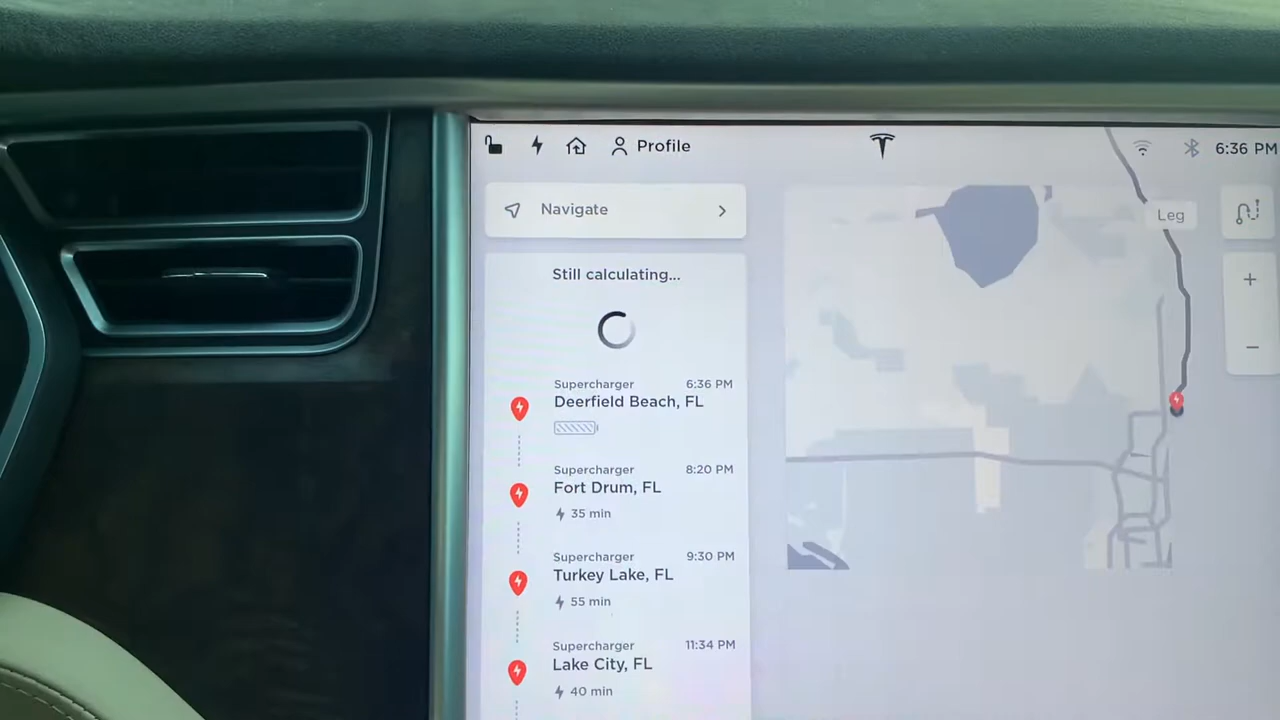 Profile
6:36 PM
Navigate
Leg
Still calculating...
Supercharger 6:36 PM
Deerfield Beach, FL
Supercharger 8:20 PM
Fort Drum, FL
35 min
Supercharger 9:30 PM
Turkey Lake, FL
55 min
Supercharger 11:34 PM
Lake City, FL
40 min